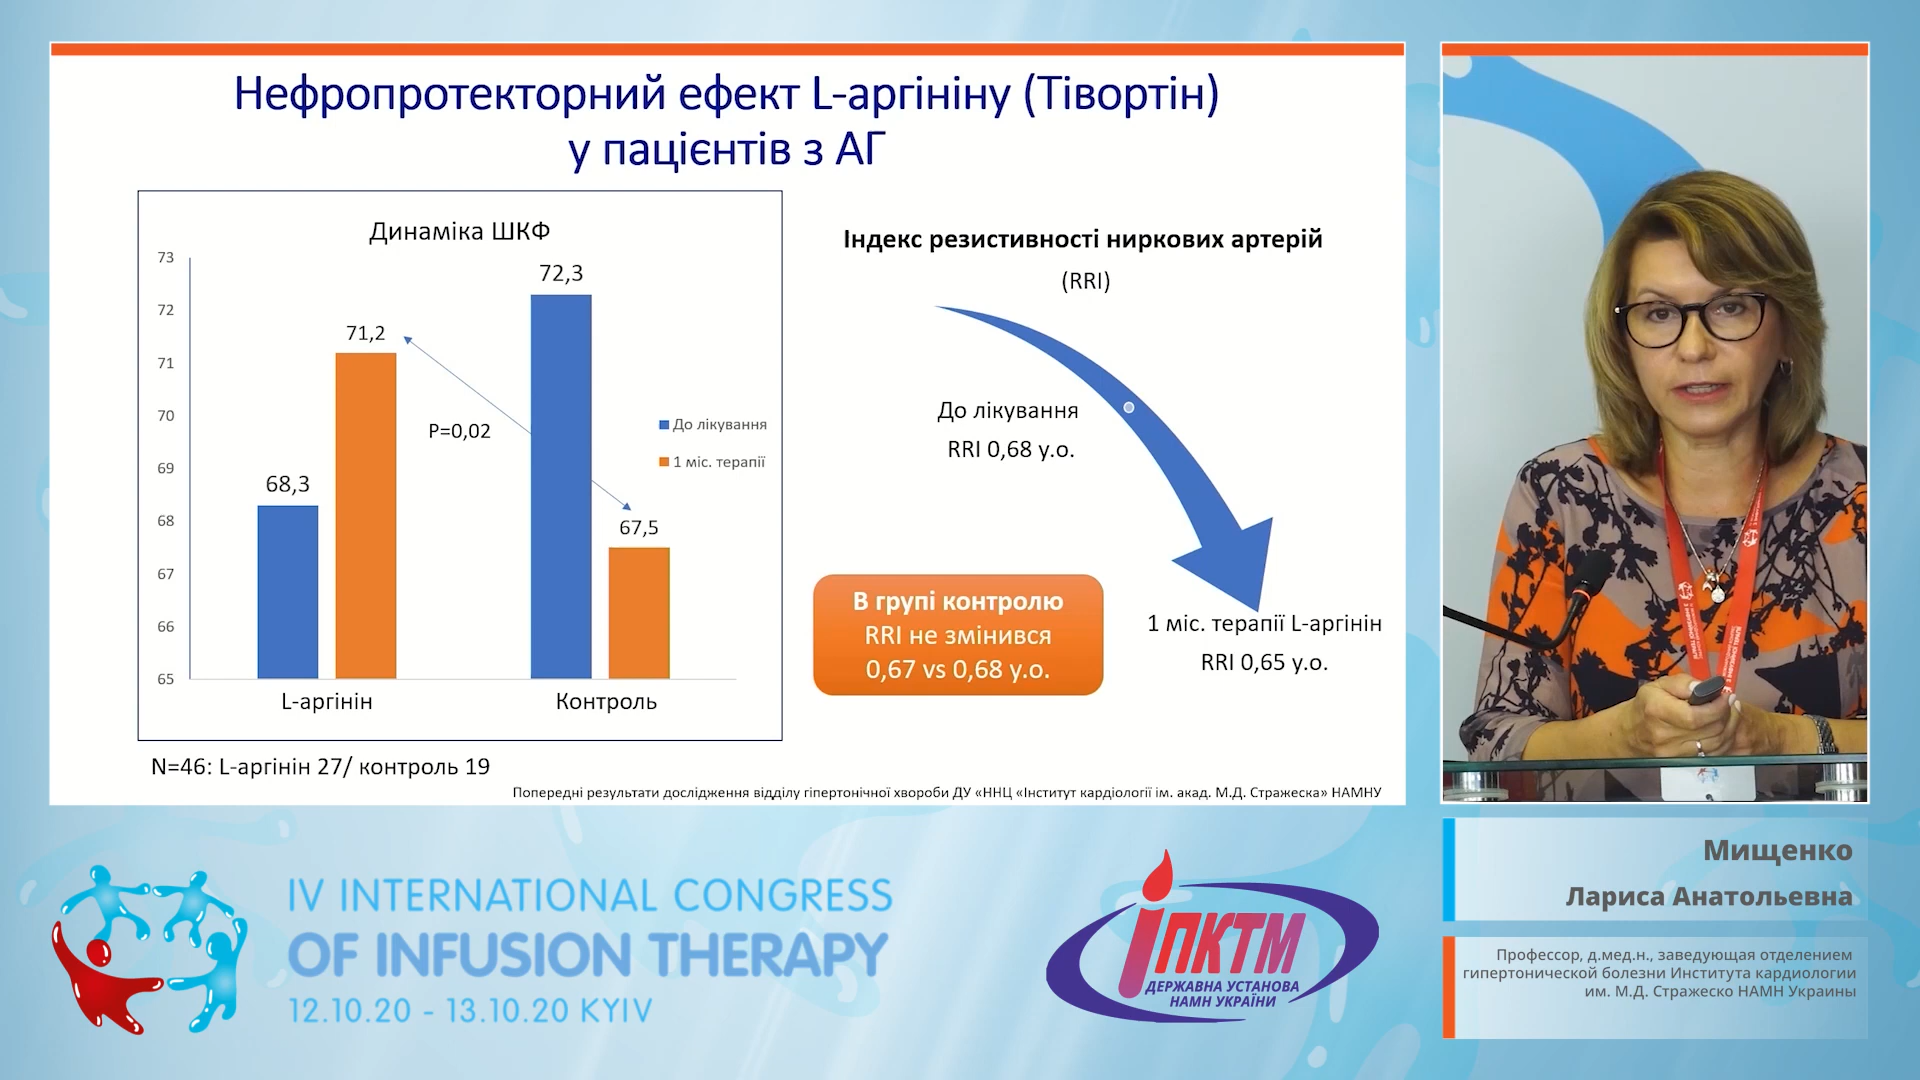 Нефропротекторний ефект L-аргініну (Тівортін)
у пацієнтів з АГ
Динаміка ШКФ
73
72
71
70
69
68
67
66
65
68,3
71,2
72,3
67,5
P=0,02
До лікування
1 міс. терапії
L-аргінін
Контроль
N=46: L-аргінін 27/ контроль 19
Індекс резистивності ниркових артерій
(RRI)
До лікування
RRI 0,68 у.о.
В групі контролю
RRI не змінився
0,67 vs 0,68 у.о.
1 міс. терапії L-аргінін
RRI 0,65 у.о.
Попередні результати дослідження відділу гіпертонічної хвороби ДУ «ННЦ «Інститут кардіології ім. акад. М.Д. Стражеска» НАМНУ
IV INTERNATIONAL CONGRESS
OF INFUSION THERAPY
12.10.20 - 13.10.20 KYIV
іПКТМ
ДЕРЖАВНА УСТАНОВА
НАМН УКРАЇНИ
Мищенко
Лариса Анатольевна
Профессор, д.мед.н., заведующая отделением
гипертонической болезни Института кардиологии
им. М.Д. Стражеско НАМН Украины